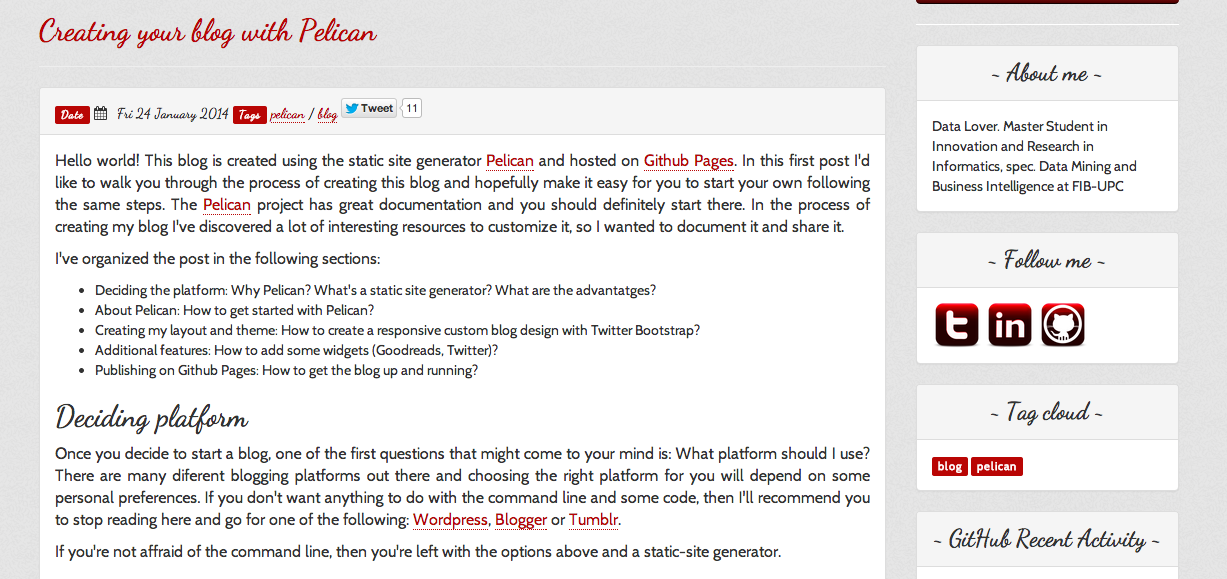 Creating your blog with Pelican
Date Fri 24 January 2014 Tags pelican / blog Tweet 11
Hello world! This blog is created using the static site generator Pelican and hosted on Github Pages. In this first post I'd
like to walk you through the process of creating this blog and hopefully make it easy for you to start your own following
the same steps. The Pelican project has great documentation and you should definitely start there. In the process of
creating my blog I've discovered a lot of interesting resources to customize it, so I wanted to document it and share it.
I've organized the post in the following sections:
Deciding the platform: Why Pelican? What's a static site generator? What are the advantatges?
About Pelican: How to get started with Pelican?
Creating my layout and theme: How to create a responsive custom blog design with Twitter Bootstrap?
Additional features: How to add some widgets (Goodreads, Twitter)?
Publishing on Github Pages: How to get the blog up and running?
Deciding platform
Once you decide to start a blog, one of the first questions that might come to your mind is: What platform should I use?
There are many diferent blogging platforms out there and choosing the right platform for you will depend on some
personal preferences. If you don't want anything to do with the command line and some code, then I'll recommend you
to stop reading here and go for one of the following: Wordpress, Blogger or Tumblr.
If you're not affraid of the command line, then you're left with the options above and a static-site generator.
~ About me ~
Data Lover. Master Student in
Innovation and Research in
Informatics, spec. Data Mining and
Business Intelligence at FIB-UPC
~ Follow me ~
t in
~ Tag cloud ~
blog pelican
~ GitHub Recent Activity ~